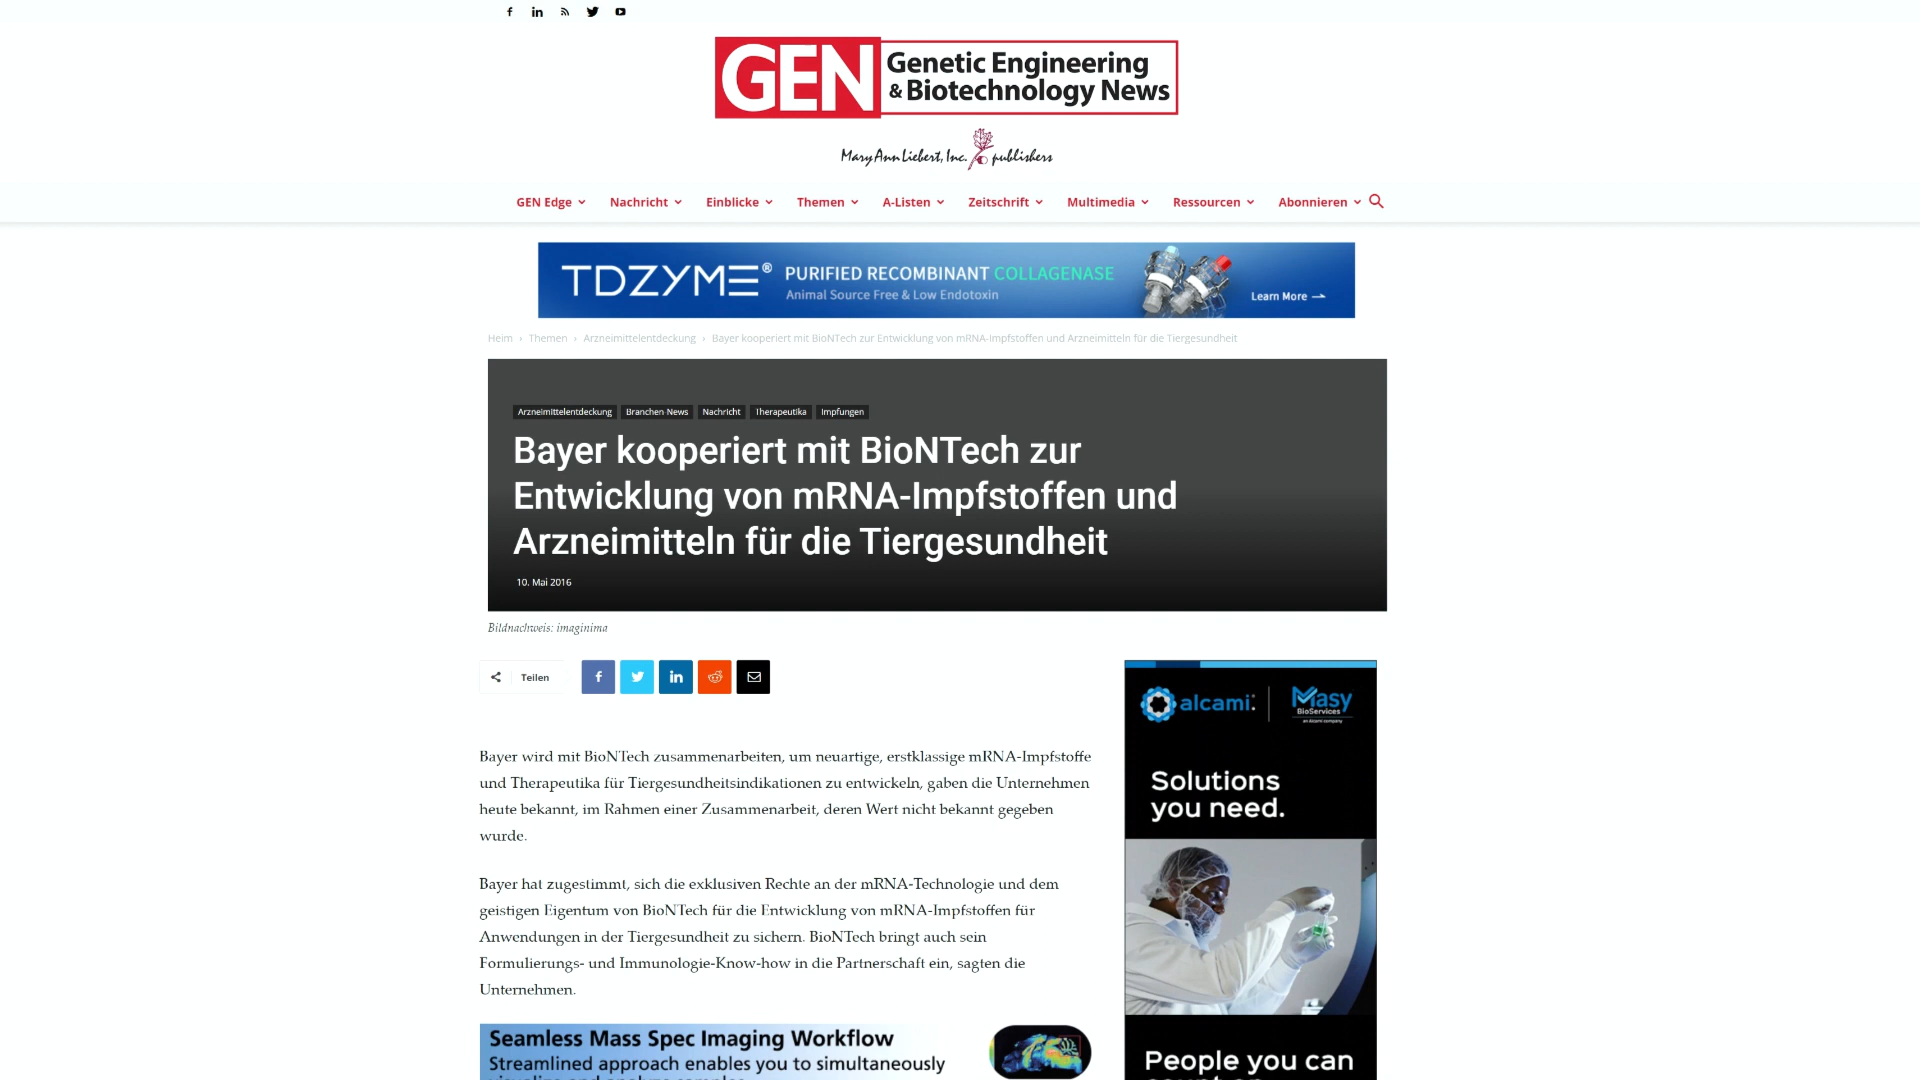 GEN Genetic Engineering
& Biotechnology News
Mary Ann Liebert, Inc. publishers
GEN Edge Nachricht Einblicke Themen A-Listen Zeitschrift Multimedia Ressourcen Abonnieren
TDZYME® PURIFIED RECOMBINANT COLLAGENASE
Animal Source Free & Low Endotoxin
Learn More
Heim › Themen › Arzneimittelentdeckung › Bayer kooperiert mit BioNTech zur Entwicklung von mRNA-Impfstoffen und Arzneimitteln für die Tiergesundheit
Arzneimittelentdeckung Branchen-News Nachricht Therapeutika Impfungen
Bayer kooperiert mit BioNTech zur
Entwicklung von mRNA-Impfstoffen und
Arzneimitteln für die Tiergesundheit
10. Mai 2016
Bildnachweis: imaginima
Teilen
Bayer wird mit BioNTech zusammenarbeiten, um neuartige, erstklassige mRNA-Impfstoffe
und Therapeutika für Tiergesundheitsindikationen zu entwickeln, gaben die Unternehmen
heute bekannt, im Rahmen einer Zusammenarbeit, deren Wert nicht bekannt gegeben
wurde.
Bayer hat zugestimmt, sich die exklusiven Rechte an der mRNA-Technologie und dem
geistigen Eigentum von BioNTech für die Entwicklung von mRNA-Impfstoffen für
Anwendungen in der Tiergesundheit zu sichern. BioNTech bringt auch sein
Formulierungs- und Immunologie-Know-how in die Partnerschaft ein, sagten die
Unternehmen.
Seamless Mass Spec Imaging Workflow
Streamlined approach enables you to simultaneously
alcami. Masy
BioServices
an Alcami company
Solutions
you need.
People you can